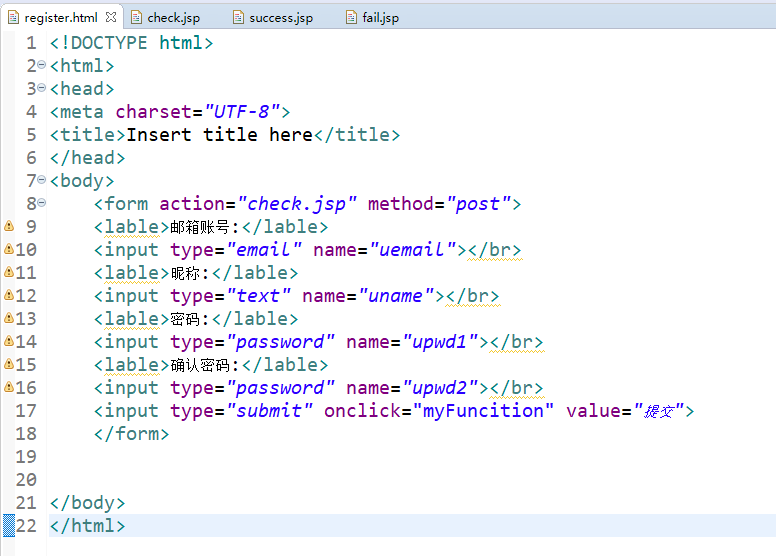 register.html check.jsp success.jsp fail.jsp
1 <!DOCTYPE html>
2 <html>
3 <head>
4 <meta charset="UTF-8">
5 <title>Insert title here</title>
6 </head>
7 <body>
8 <form action="check.jsp" method="post">
9 <lable>邮箱账号:</lable>
10 <input type="email" name="uemail"></br>
11 <lable>昵称:</lable>
12 <input type="text" name="uname"></br>
13 <lable>密码:</lable>
14 <input type="password" name="upwd1"></br>
15 <lable>确认密码:</lable>
16 <input type="password" name="upwd2"></br>
17 <input type="submit" onclick="myFuncition" value="提交">
18 </form>
19
20
21 </body>
22 </html>